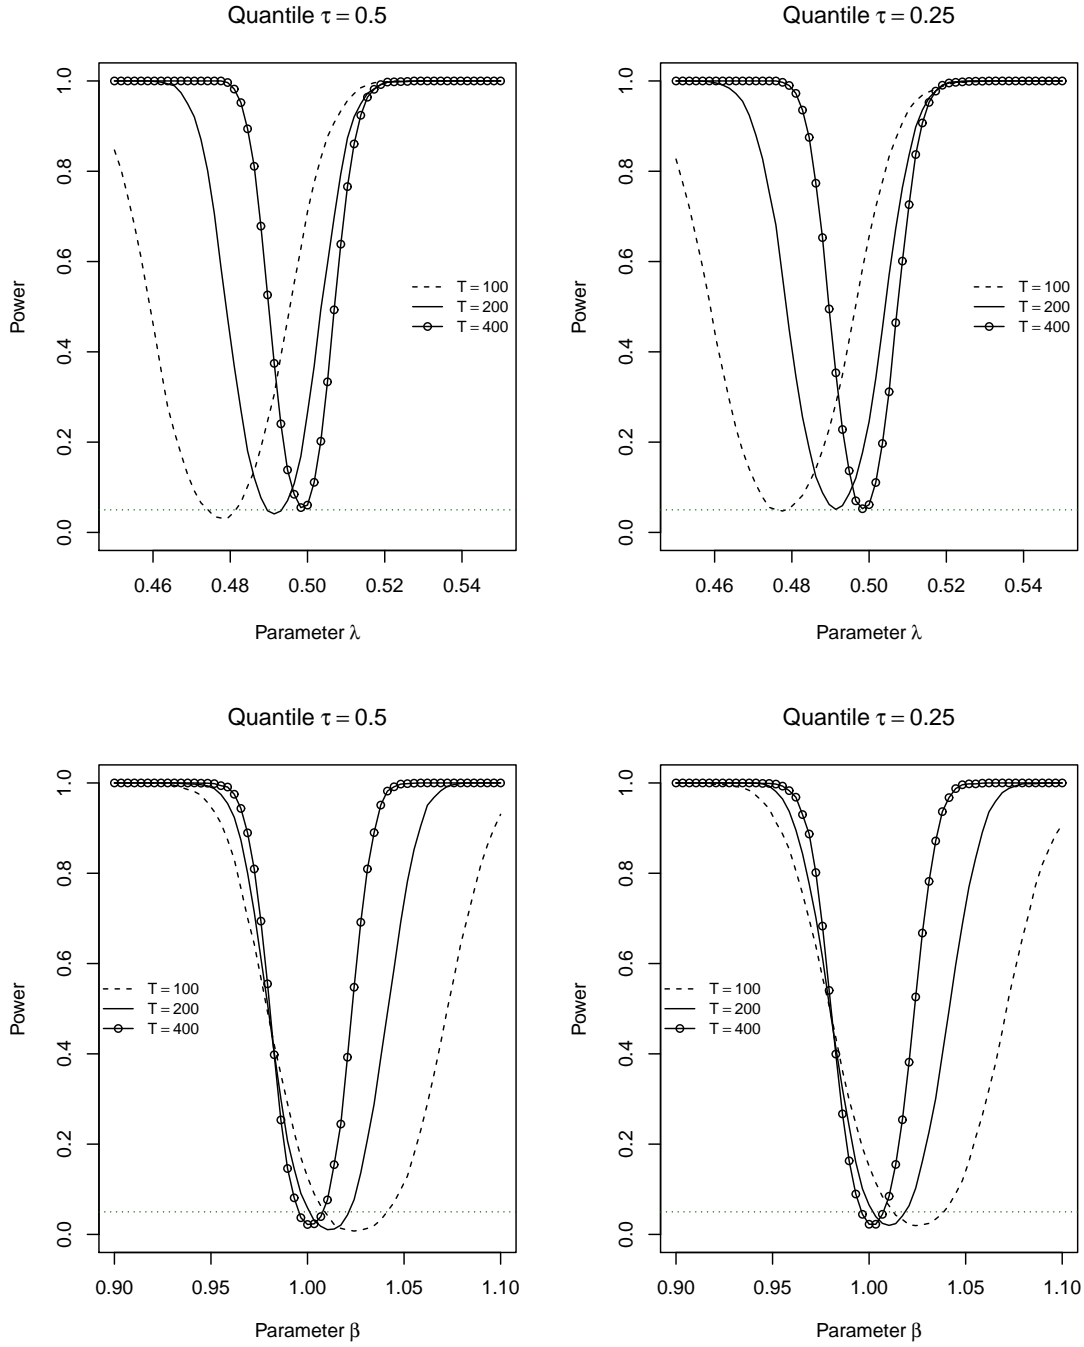 Quantile τ = 0.5
Power
1.0
0.8
0.6
0.4
0.2
0.0
T = 100
T = 200
T = 400
0.46 0.48 0.50 0.52 0.54
Parameter λ
Quantile τ = 0.25
Power
1.0
0.8
0.6
0.4
0.2
0.0
T = 100
T = 200
T = 400
0.46 0.48 0.50 0.52 0.54
Parameter λ
Quantile τ = 0.5
Power
1.0
0.8
0.6
0.4
0.2
0.0
T = 100
T = 200
T = 400
0.90 0.95 1.00 1.05 1.10
Parameter β
Quantile τ = 0.25
Power
1.0
0.8
0.6
0.4
0.2
0.0
T = 100
T = 200
T = 400
0.90 0.95 1.00 1.05 1.10
Parameter β